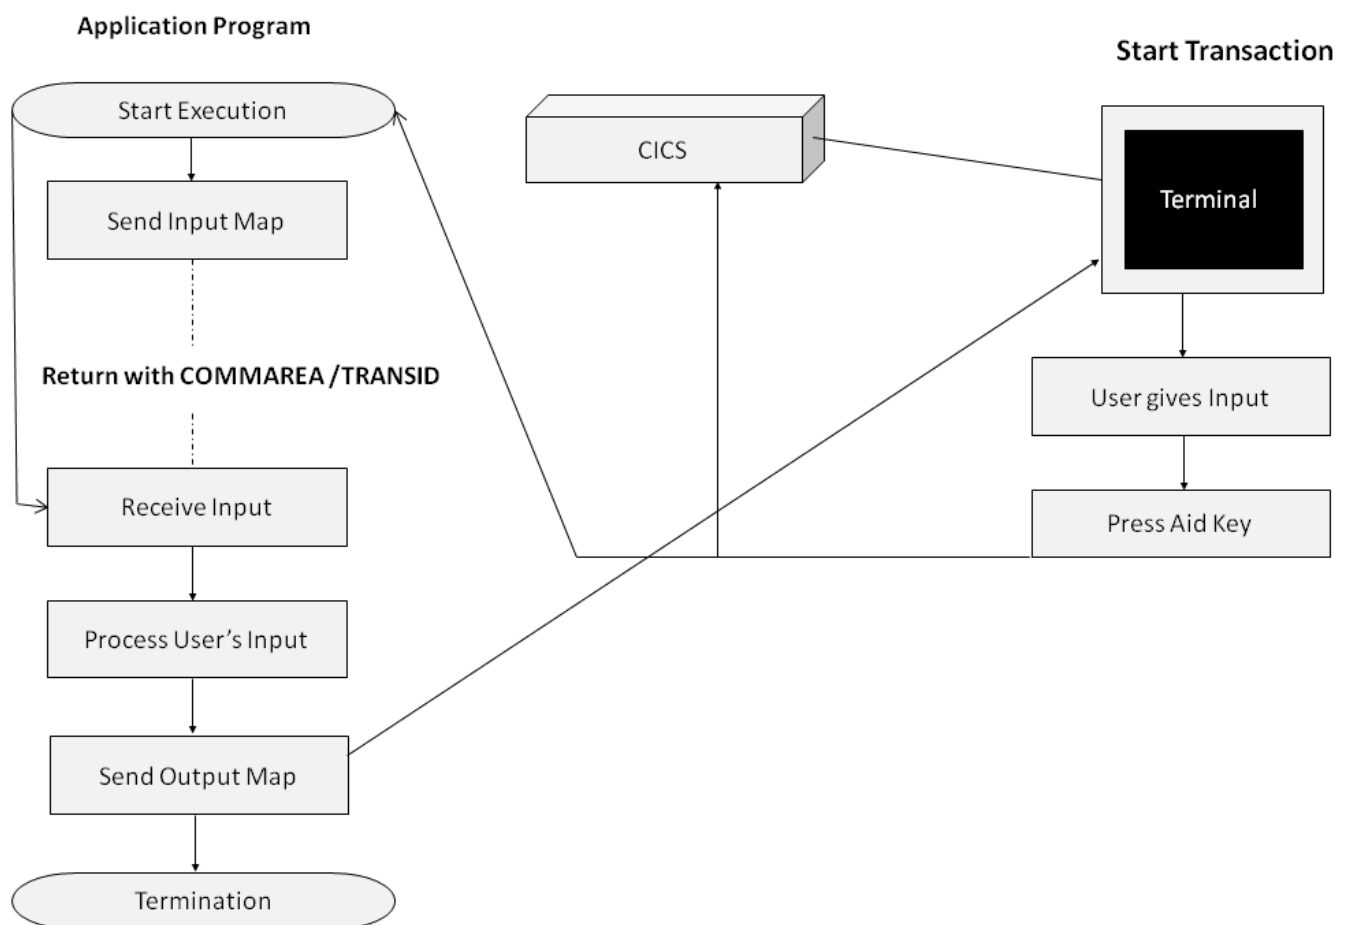 Application Program
Start Transaction
Start Execution
CICS
Terminal
Send Input Map
Return with COMMAREA /TRANSID
User gives Input
Receive Input
Press Aid Key
Process User’s Input
Send Output Map
Termination